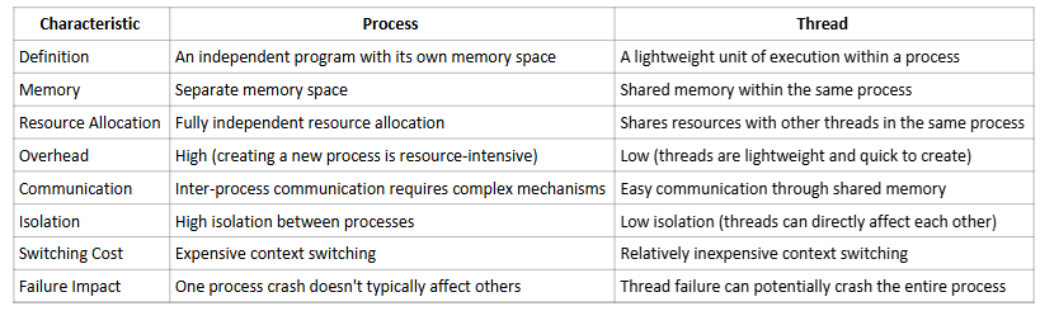 Characteristic Process Thread
Definition An independent program with its own memory space A lightweight unit of execution within a process
Memory Separate memory space Shared memory within the same process
Resource Allocation Fully independent resource allocation Shares resources with other threads in the same process
Overhead High (creating a new process is resource-intensive) Low (threads are lightweight and quick to create)
Communication Inter-process communication requires complex mechanisms Easy communication through shared memory
Isolation High isolation between processes Low isolation (threads can directly affect each other)
Switching Cost Expensive context switching Relatively inexpensive context switching
Failure Impact One process crash doesn't typically affect others Thread failure can potentially crash the entire process